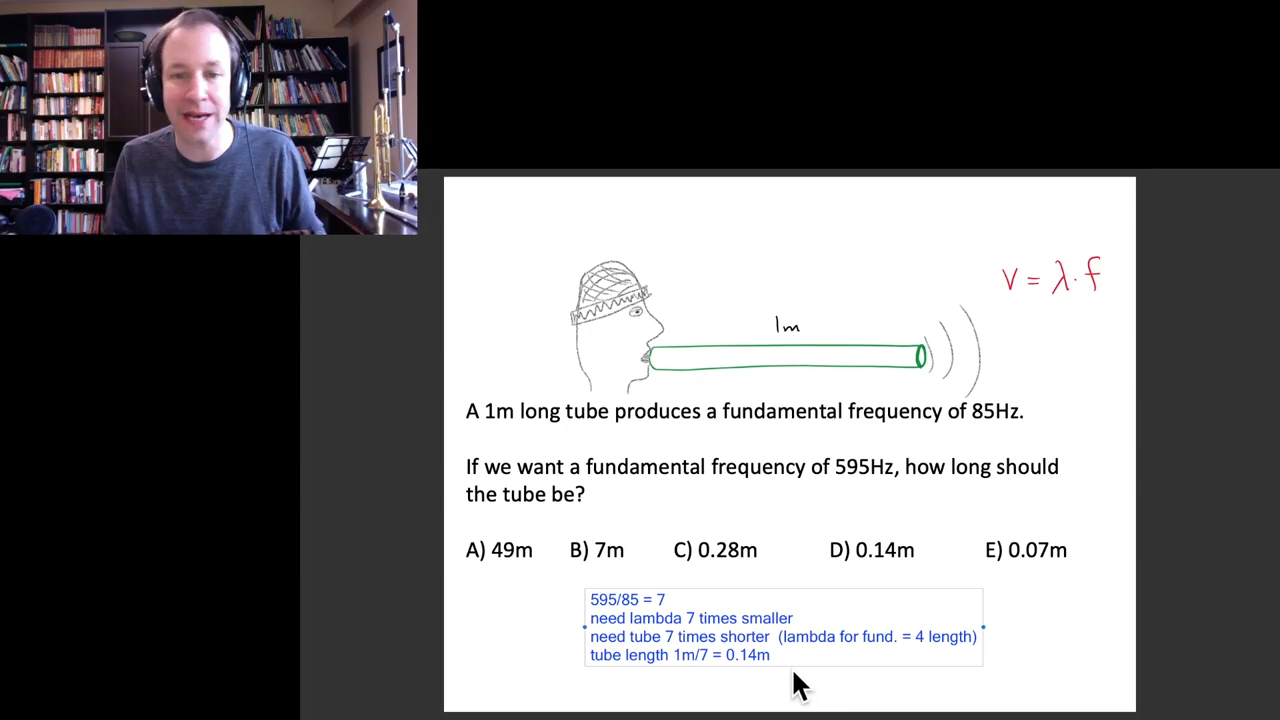 V = λ · f
1m
A 1m long tube produces a fundamental frequency of 85Hz.
If we want a fundamental frequency of 595Hz, how long should
the tube be?
A) 49m B) 7m C) 0.28m D) 0.14m E) 0.07m
595/85 = 7
need lambda 7 times smaller
need tube 7 times shorter (lambda for fund. = 4 length)
tube length 1m/7 = 0.14m